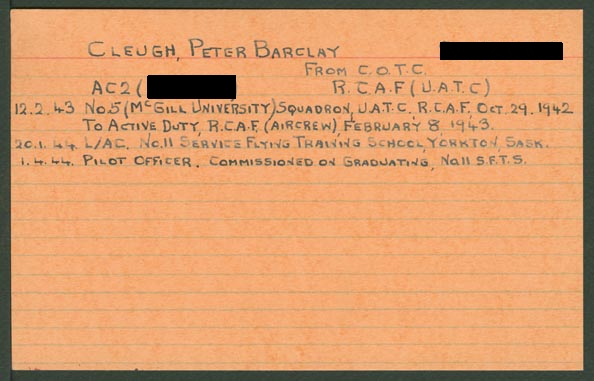 CLEUGH, PETER BARCLAY
FROM C.O.T.C.
AC2 ( R.C.A.F (U.A.T.C)
12.2.43 NO.5 (MCGILL UNIVERSITY) SQUADRON, U.A.T.C. R.C.A.F. OCT. 29. 1942
TO ACTIVE DUTY, R.C.A.F. (AIRCREW), FEBRUARY 8. 1943.
20.1.44. L/AC. NO.11 SERVICE FLYING TRAINING SCHOOL, YORKTON, SASK.
1.4.44. PILOT OFFICER. COMMISSIONED ON GRADUATING, NO.11 S.F.T.S.